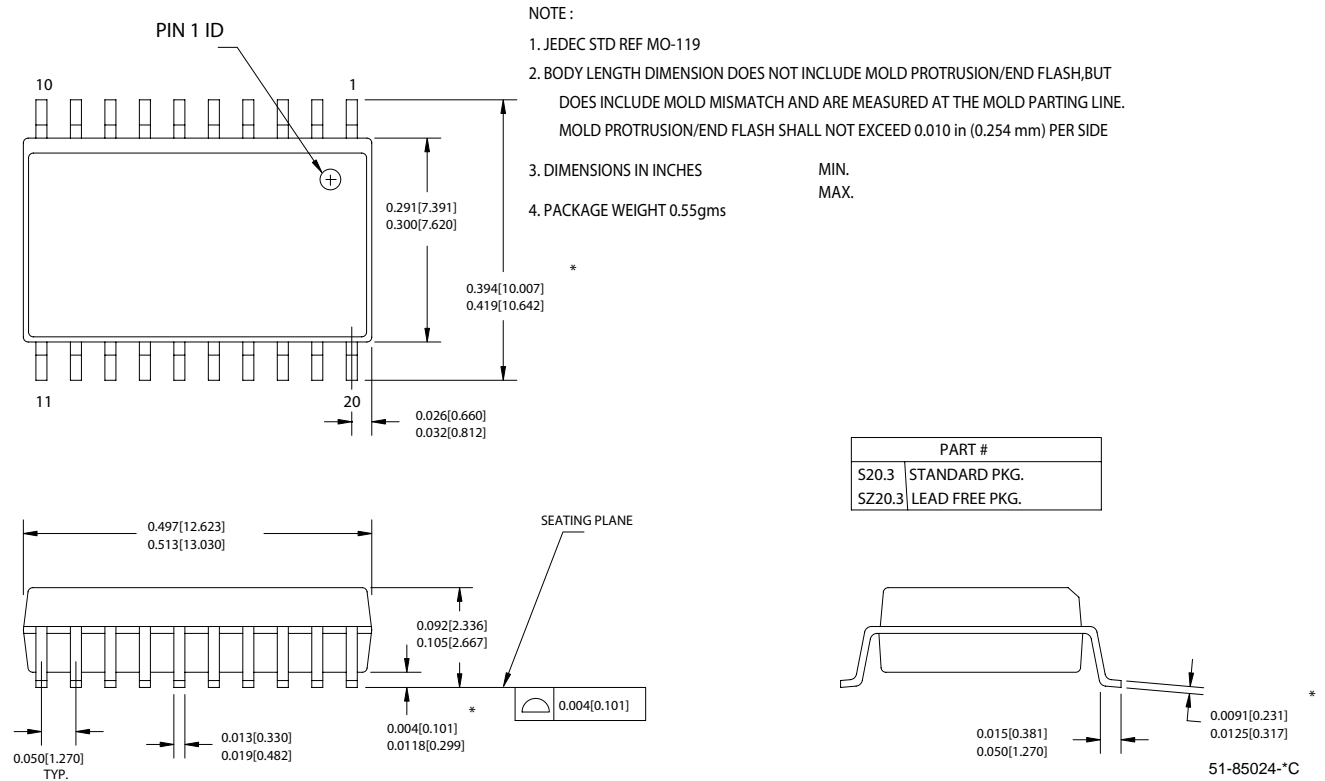 PIN 1 ID
10
1
11
20
0.291[7.391]
0.300[7.620]
*
0.394[10.007]
0.419[10.642]
0.026[0.660]
0.032[0.812]
NOTE :
1. JEDEC STD REF MO-119
2. BODY LENGTH DIMENSION DOES NOT INCLUDE MOLD PROTRUSION/END FLASH,BUT
DOES INCLUDE MOLD MISMATCH AND ARE MEASURED AT THE MOLD PARTING LINE.
MOLD PROTRUSION/END FLASH SHALL NOT EXCEED 0.010 in (0.254 mm) PER SIDE
3. DIMENSIONS IN INCHES
MIN.
MAX.
4. PACKAGE WEIGHT 0.55gms
PART #
S20.3 STANDARD PKG.
SZ20.3 LEAD FREE PKG.
0.497[12.623]
0.513[13.030]
SEATING PLANE
0.092[2.336]
0.105[2.667]
*
0.004[0.101]
0.004[0.101]
0.0118[0.299]
0.013[0.330]
0.019[0.482]
0.050[1.270]
TYP.
0.015[0.381]
0.050[1.270]
*
0.0091[0.231]
0.0125[0.317]
51-85024-*C